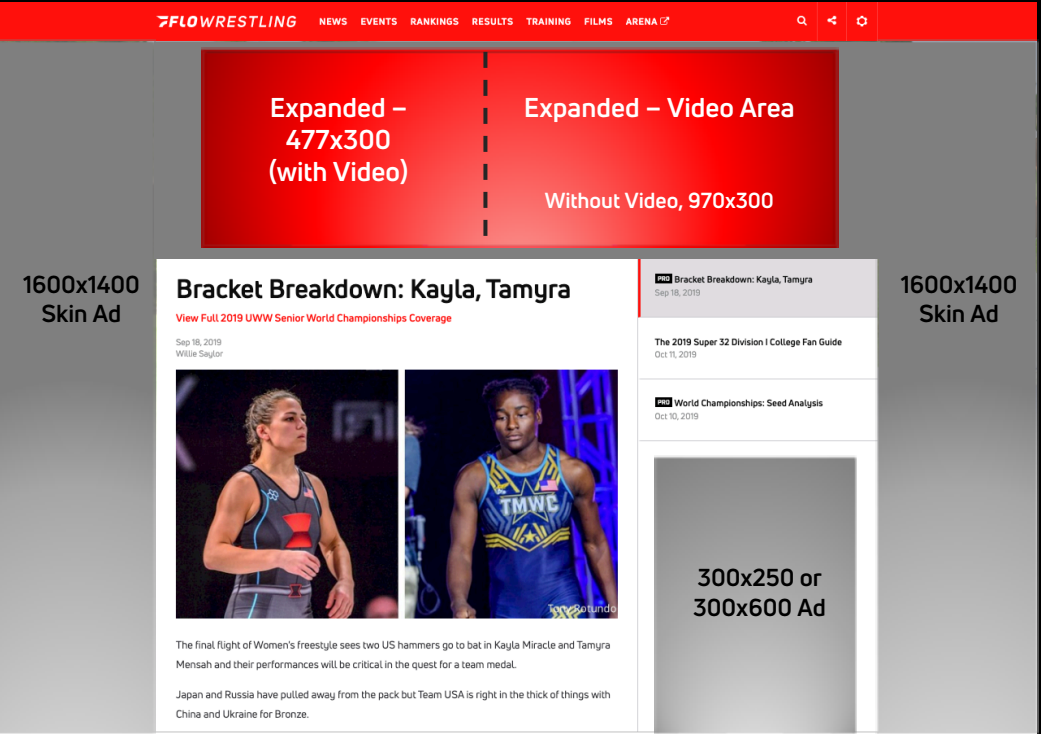 FLOWRESTLING NEWS EVENTS RANKINGS RESULTS TRAINING FILMS ARENA
Expanded –
477x300
(with Video)
Expanded – Video Area
Without Video, 970x300
1600x1400
Skin Ad
Bracket Breakdown: Kayla, Tamyra
View Full 2019 UWW Senior World Championships Coverage
Sep 18, 2019
Willie Saylor
TMWC
Tony Rotundo
The final flight of Women's freestyle sees two US hammers go to bat in Kayla Miracle and Tamyra
Mensah and their performances will be critical in the quest for a team medal.
Japan and Russia have pulled away from the pack but Team USA is right in the thick of things with
China and Ukraine for Bronze.
PRO Bracket Breakdown: Kayla, Tamyra
Sep 18, 2019
The 2019 Super 32 Division I College Fan Guide
Oct 11, 2019
PRO World Championships: Seed Analysis
Oct 10, 2019
300x250 or
300x600 Ad
1600x1400
Skin Ad